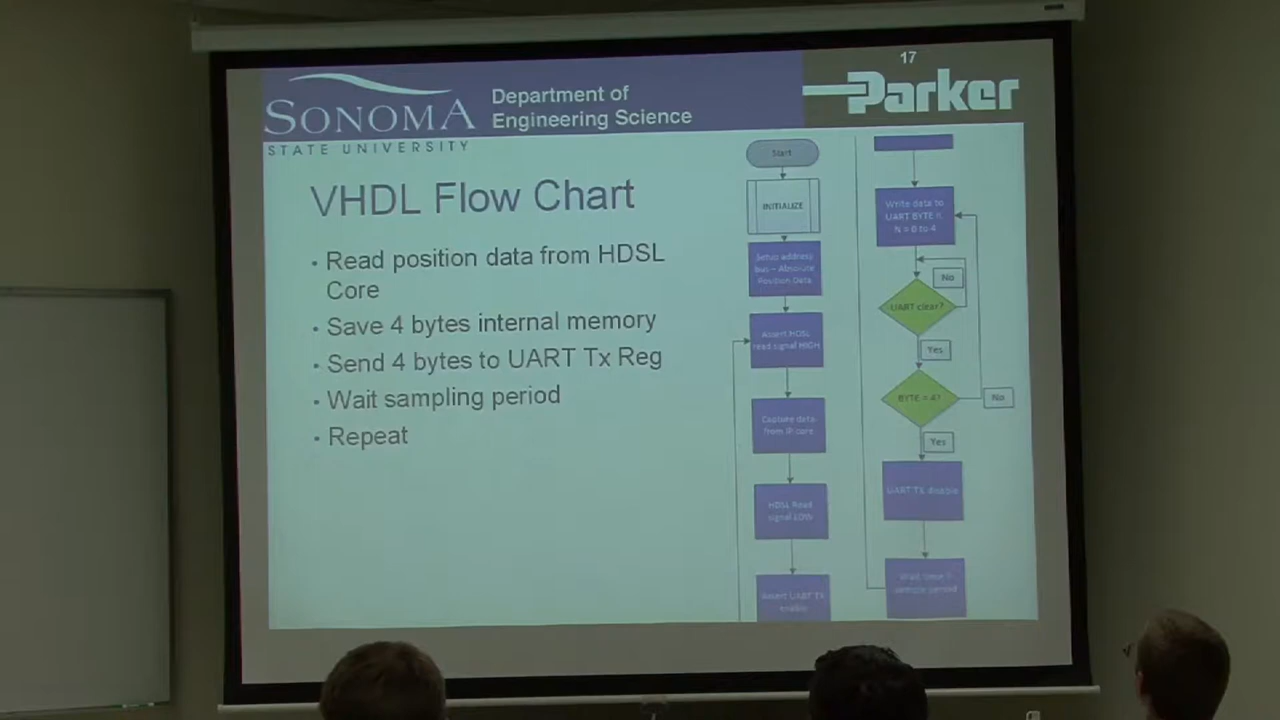 17
SONOMA
STATE UNIVERSITY
Department of
Engineering Science
Parker
VHDL Flow Chart
• Read position data from HDSL
Core
• Save 4 bytes internal memory
• Send 4 bytes to UART Tx Reg
• Wait sampling period
• Repeat
Start
INITIALIZE
Setup address
bus – Absolute
Position Data
Assert HDSL
read signal HIGH
Capture data
from IP core
HDSL Read
signal LOW
Assert UART TX
enable
Write data to
UART BYTE
N = 0 to 4
No
UART clear?
Yes
BYTE = 4?
No
Yes
UART TX disable
Wait time
sample period